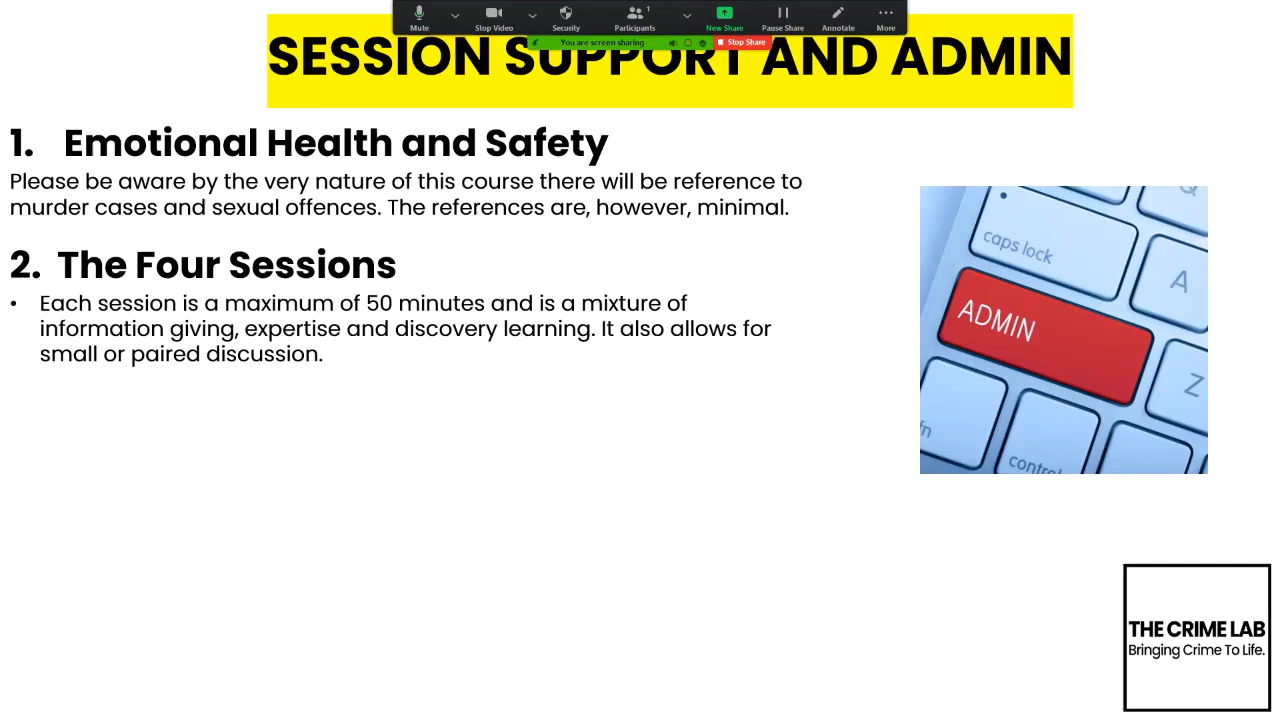 Mute
Stop Video
Security
Participants
1
New Share
Pause Share
Annotate
More
You are screen sharing
Stop Share
SESSION SUPPORT AND ADMIN
1. Emotional Health and Safety
Please be aware by the very nature of this course there will be reference to
murder cases and sexual offences. The references are, however, minimal.
2. The Four Sessions
• Each session is a maximum of 50 minutes and is a mixture of
information giving, expertise and discovery learning. It also allows for
small or paired discussion.
Q
caps lock
A
ADMIN
Z
fn
control
THE CRIME LAB
Bringing Crime To Life.